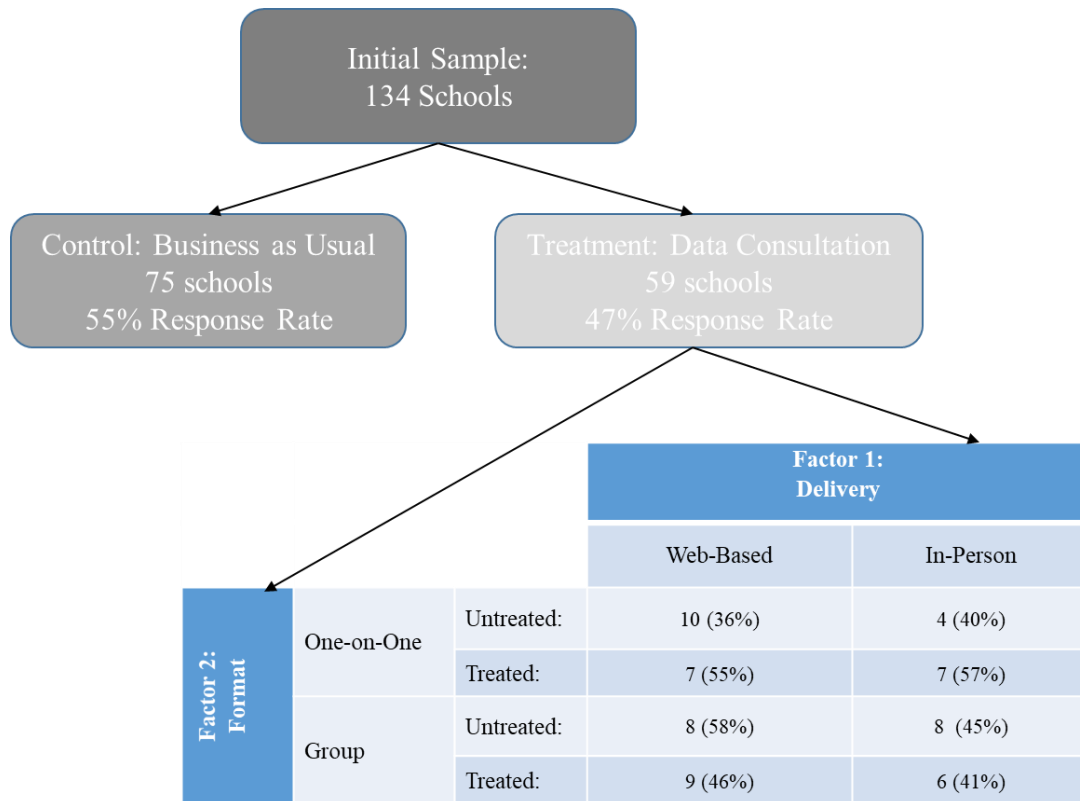 Initial Sample:
134 Schools
Control: Business as Usual
75 schools
55% Response Rate
Treatment: Data Consultation
59 schools
47% Response Rate
Factor 1:
Delivery
Web-Based
In-Person
Factor 2:
Format
One-on-One
Untreated:
10 (36%)
4 (40%)
Treated:
7 (55%)
7 (57%)
Group
Untreated:
8 (58%)
8 (45%)
Treated:
9 (46%)
6 (41%)